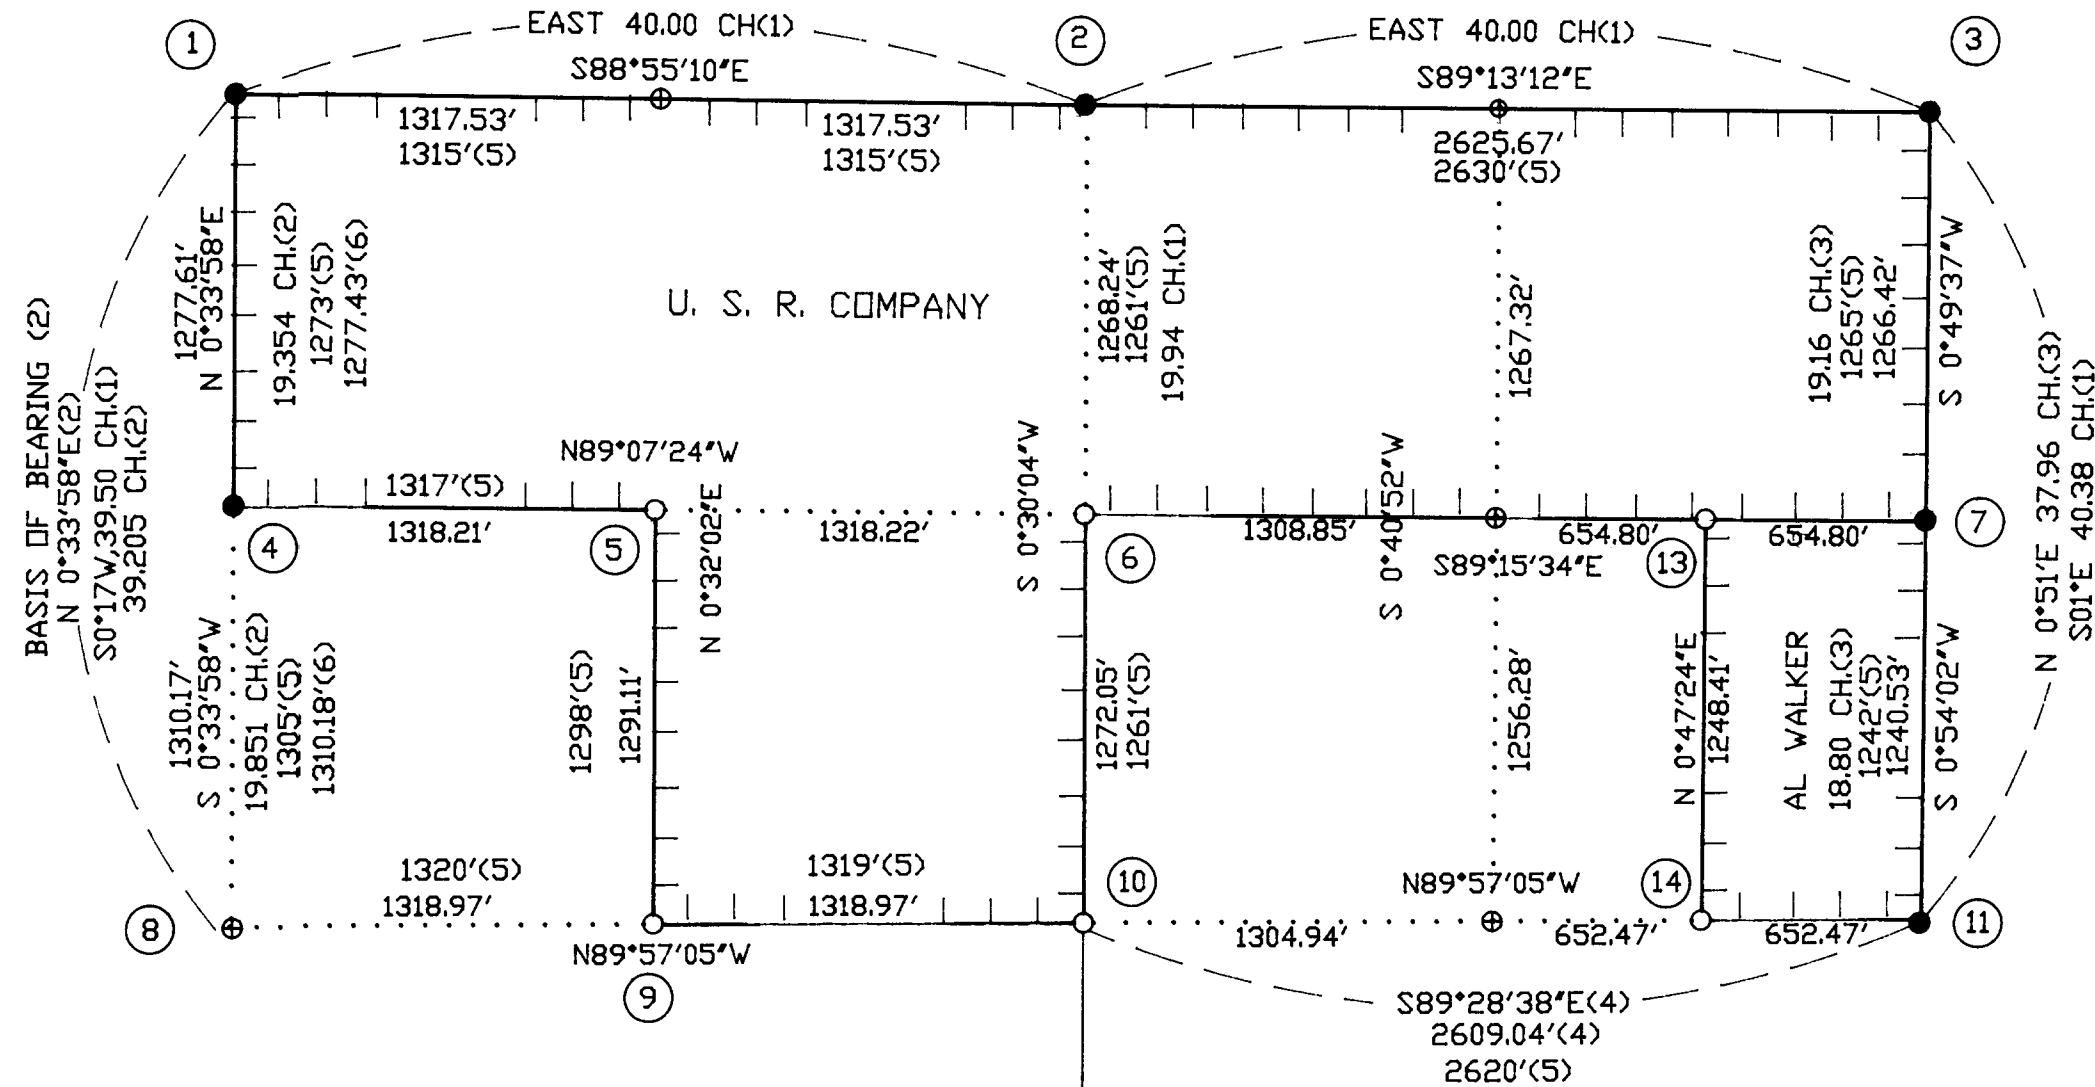 EAST 40.00 CH(1)
EAST 40.00 CH(1)
1
2
3
S88°55'10"E
S89°13'12"E
1317.53'
1315'(5)
1317.53'
1315'(5)
2625.67'
2630'(5)
1277.61'
N 0°33'58"E
19.354 CH.(2)
1273'(5)
1277.43'(6)
U. S. R. COMPANY
1268.24'
1261'(5)
19.94 CH.(1)
1267.32'
19.16 CH.(3)
1265'(5)
1266.42'
S 0°49'37"W
BASIS OF BEARING (2)
N 0°33'58"E(2)
S0°17W,39.50 CH.(1)
39.205 CH.(2)
N 0°51'E 37.96 CH.(3)
S01°E 40.38 CH.(1)
N89°07'24"W
1317'(5)
1318.21'
1318.22'
S 0°30'04"W
S 0°40'52"W
1308.85'
654.80'
654.80'
S89°15'34"E
4
5
6
13
7
N 0°32'02"E
1310.17'
S 0°33'58"W
19.851 CH.(2)
1305'(5)
1310.18'(6)
1298'(5)
1291.11'
1272.05'
1261'(5)
1256.28'
N 0°47'24"E
1248.41'
AL WALKER
18.80 CH.(3)
1242'(5)
1240.53'
S 0°54'02"W
1320'(5)
1318.97'
1319'(5)
1318.97'
10
N89°57'05"W
14
8
11
1304.94'
652.47'
652.47'
N89°57'05"W
9
S89°28'38"E(4)
2609.04'(4)
2620'(5)